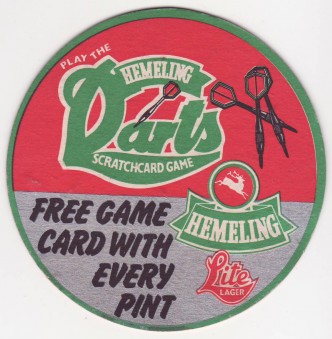 PLAY THE
HEMELING
Darts
SCRATCHCARD GAME
FREE GAME
CARD WITH
EVERY
PINT
HEMELING
Lite
LAGER